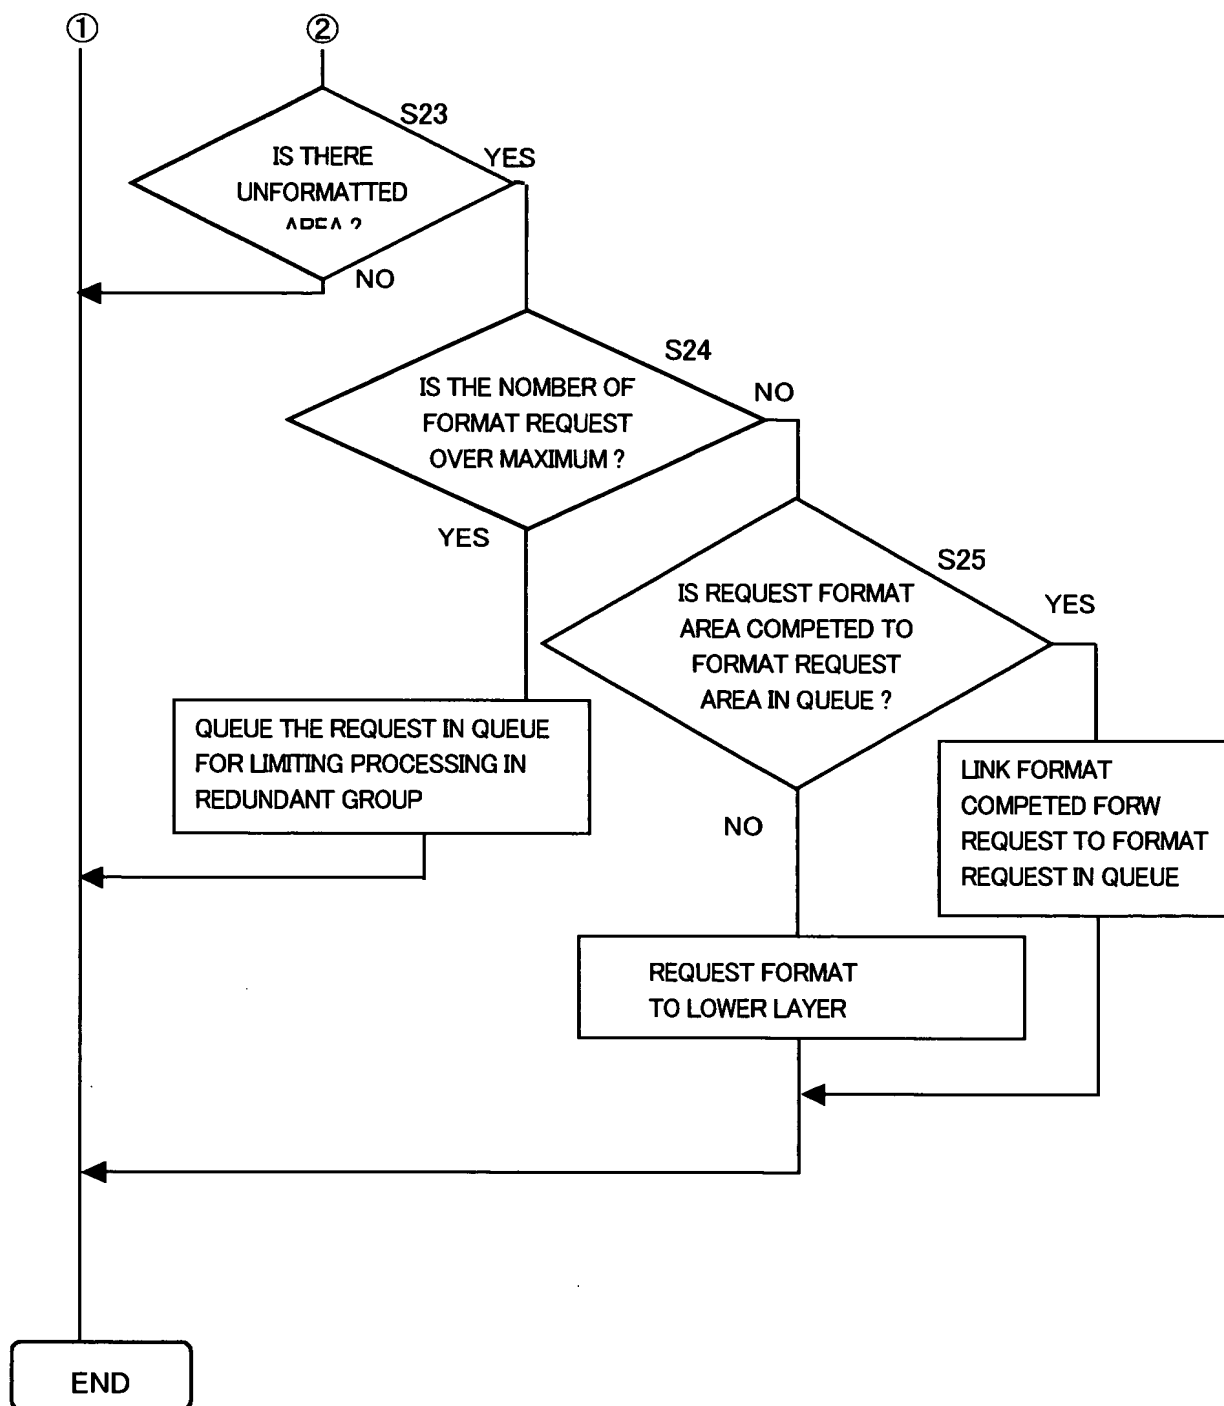 ① ②
S23
IS THERE
UNFORMATTED
AREA ?
YES
NO
S24
IS THE NOMBER OF
FORMAT REQUEST
OVER MAXIMUM ?
NO
YES
S25
IS REQUEST FORMAT
AREA COMPETED TO
FORMAT REQUEST
AREA IN QUEUE ?
YES
NO
QUEUE THE REQUEST IN QUEUE
FOR LIMITING PROCESSING IN
REDUNDANT GROUP
LINK FORMAT
COMPETED FORW
REQUEST TO FORMAT
REQUEST IN QUEUE
REQUEST FORMAT
TO LOWER LAYER
END